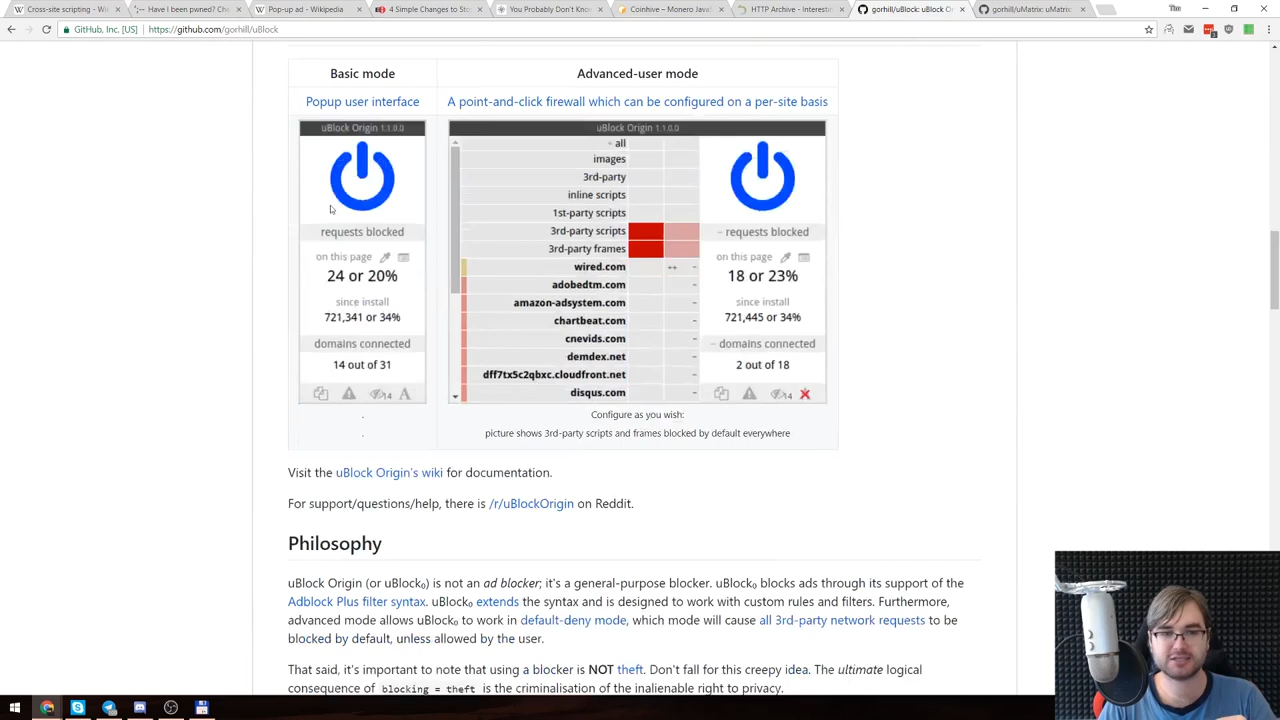 Cross-site scripting - Wi
Have I been pwned? Che
Pop-up ad - Wikipedia
4 Simple Changes to Sto
You Probably Don't Kno
Coinhive – Monero Java
HTTP Archive - Interestin
gorhill/uBlock: uBlock O
gorhill/uMatrix: uMatri
Tim
GitHub, Inc. [US] https://github.com/gorhill/uBlock
Basic mode
Advanced-user mode
Popup user interface
A point-and-click firewall which can be configured on a per-site basis
uBlock Origin 1.1.0.0
requests blocked
on this page
24 or 20%
since install
721,341 or 34%
domains connected
14 out of 31
14 A
uBlock Origin 1.1.0.0
+ all
images
3rd-party
inline scripts
1st-party scripts
3rd-party scripts
3rd-party frames
wired.com ++ -
adobedtm.com -
amazon-adsystem.com -
chartbeat.com -
cnevids.com -
demdex.net -
dff7tx5c2qbxc.cloudfront.net -
disqus.com -
– requests blocked
on this page
18 or 23%
since install
721,445 or 34%
– domains connected
2 out of 18
14
.
.
Configure as you wish:
picture shows 3rd-party scripts and frames blocked by default everywhere
Visit the uBlock Origin's wiki for documentation.
For support/questions/help, there is /r/uBlockOrigin on Reddit.
Philosophy
uBlock Origin (or uBlock₀) is not an ad blocker; it's a general-purpose blocker. uBlock₀ blocks ads through its support of the
Adblock Plus filter syntax. uBlock₀ extends the syntax and is designed to work with custom rules and filters. Furthermore,
advanced mode allows uBlock₀ to work in default-deny mode, which mode will cause all 3rd-party network requests to be
blocked by default, unless allowed by the user.
That said, it's important to note that using a blocker is NOT theft. Don't fall for this creepy idea. The ultimate logical
consequence of blocking = theft is the criminalisation of the inalienable right to privacy.